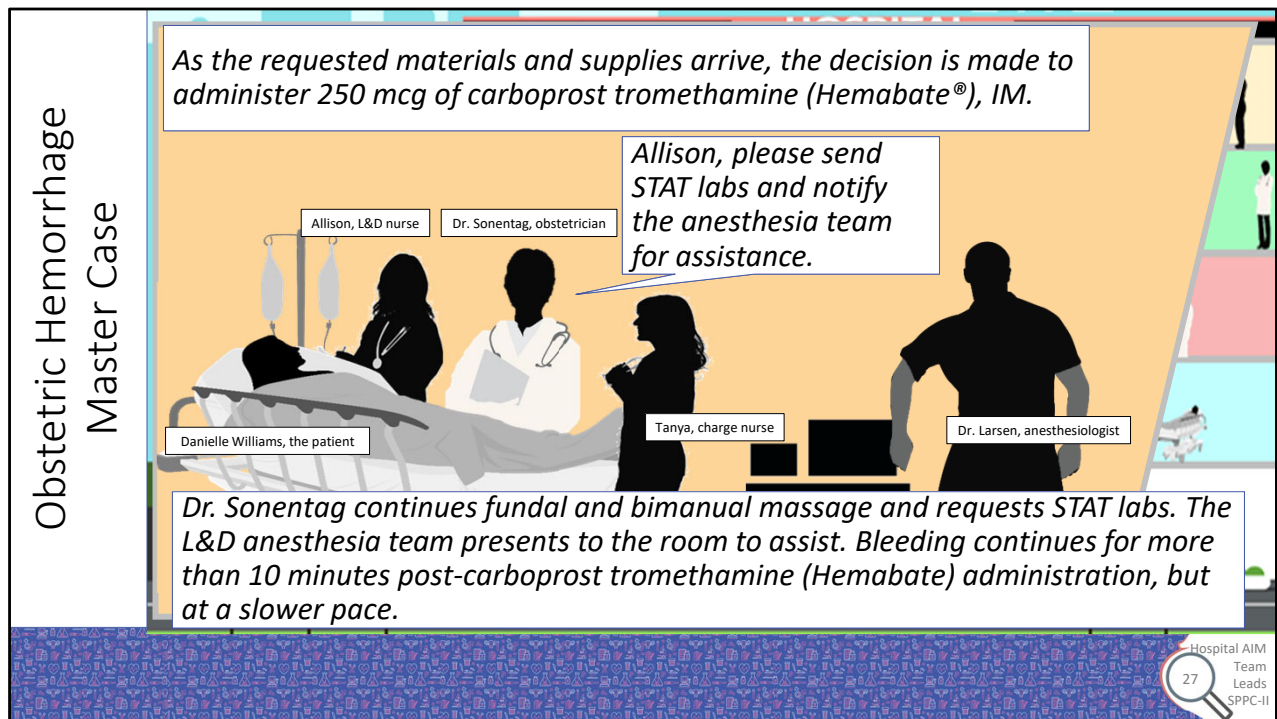 Obstetric Hemorrhage
Master Case
HOSPITAL
As the requested materials and supplies arrive, the decision is made to
administer 250 mcg of carboprost tromethamine (Hemabate®), IM.
Allison, please send
STAT labs and notify
the anesthesia team
for assistance.
Allison, L&D nurse
Dr. Sonentag, obstetrician
Danielle Williams, the patient
Tanya, charge nurse
Dr. Larsen, anesthesiologist
Dr. Sonentag continues fundal and bimanual massage and requests STAT labs. The
L&D anesthesia team presents to the room to assist. Bleeding continues for more
than 10 minutes post-carboprost tromethamine (Hemabate) administration, but
at a slower pace.
Hospital AIM
Team
Leads
SPPC-II
27